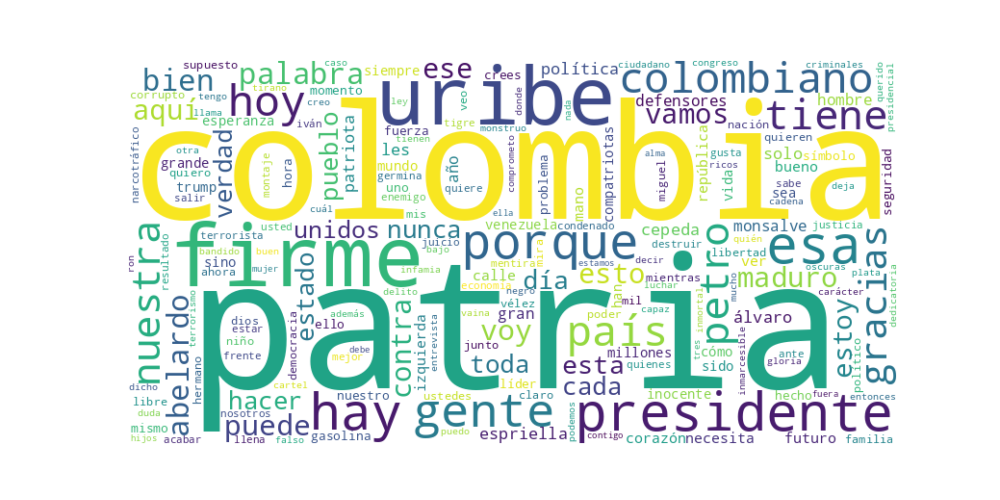 supuesto caso ese crees política ciudadano congreso criminales
bien palabra siempre uribe colombiano querido
corrupto tirano momento veo donde nada defensores hombre presidencial
aquí hoy tengo creo ley vamos tiene
narcotráfico llama esperanza iván fuerza tigre monstruo nación quieren
otra verdad montaje hora pueblo patriota tienen les colombia república gusta solo símbolo
grande mundo año problema compatriotas alma ricos bueno
quiero trump germina quiere comprometo mano miguel vida sabe deja seguridad
salir uno enemigo mis ella cadena sea
nuestra cuál usted unidos nunca venezuela condenado cepeda monsalve justicia
terrorista firme juicio porque mira destruir libertad quién esa gracias
ron resultado bandido buen sino bajo mentira estamos decir petro ver oscuras
ahora mujer estado infamia calle día esto mientras maduro plata
terrorismo abelardo delito economía negro luchar han mucho carácter dedicatoria
dios estar niño además ello contra izquierda entrevista vélez vaina gran mil poder capaz país tres inmortal álvaro estoy político
hermano frente democracia patria voy cómo inmarcesible ante gloria
mejor debe junto esta millones quienes sido
dicho cartel líder toda cada inocente hecho fuera entonces
libre hacer nuestro ustedes claro
duda nosotros puede hay gente podemos presidente
mismo puedo espriella contigo corazón necesita futuro familia
hijos acabar llena falso gasolina